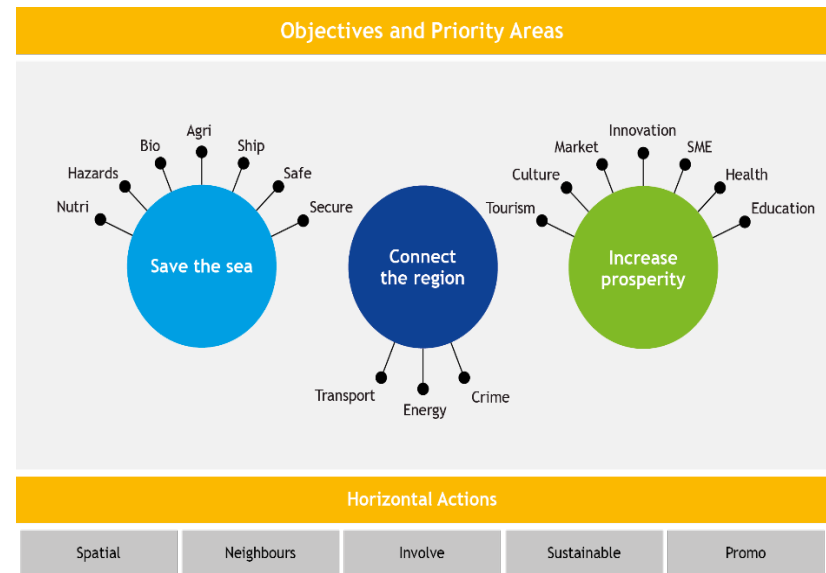 Objectives and Priority Areas
Agri
Bio
Ship
Hazards
Safe
Nutri
Secure
Save the sea
Connect
the region
Transport
Energy
Crime
Innovation
Market
SME
Culture
Health
Tourism
Education
Increase
prosperity
Horizontal Actions
Spatial
Neighbours
Involve
Sustainable
Promo